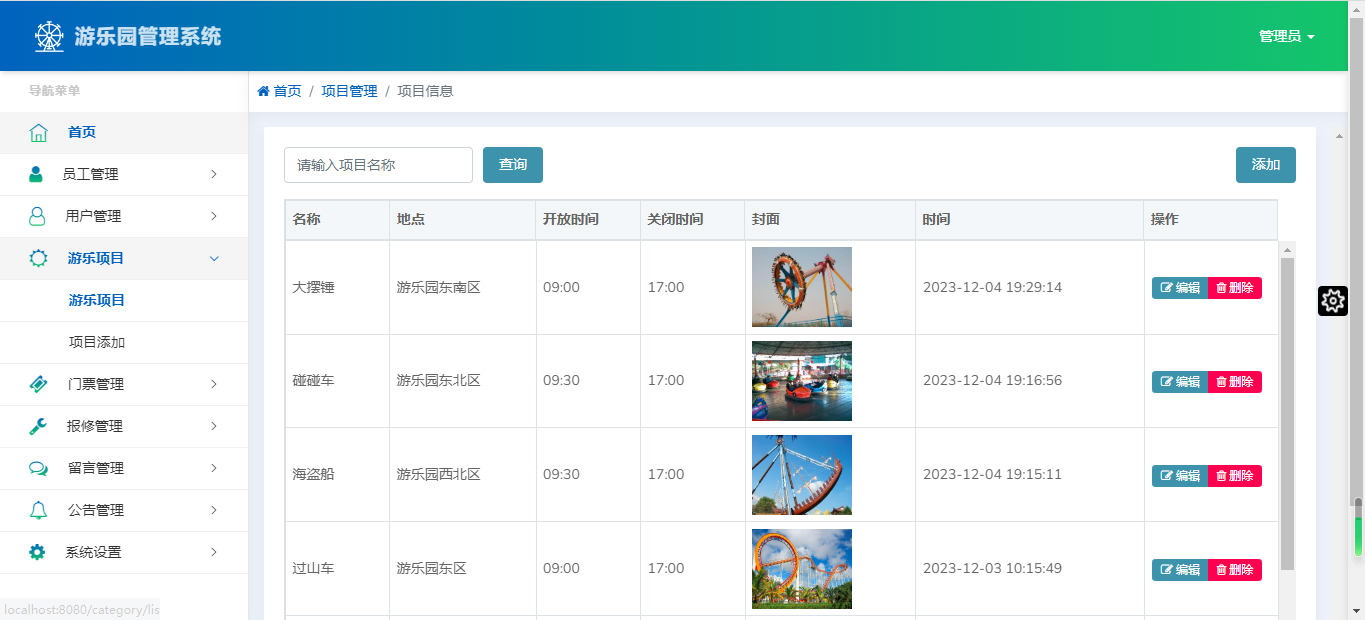 游乐园管理系统
管理员
导航菜单
首页 / 项目管理 / 项目信息
首页
员工管理
用户管理
游乐项目
游乐项目
项目添加
门票管理
报修管理
留言管理
公告管理
系统设置
请输入项目名称 查询 添加
名称 地点 开放时间 关闭时间 封面 时间 操作
大摆锤 游乐园东南区 09:00 17:00 2023-12-04 19:29:14 编辑 删除
碰碰车 游乐园东北区 09:30 17:00 2023-12-04 19:16:56 编辑 删除
海盗船 游乐园西北区 09:30 17:00 2023-12-04 19:15:11 编辑 删除
过山车 游乐园东区 09:00 17:00 2023-12-03 10:15:49 编辑 删除
localhost:8080/category/lis